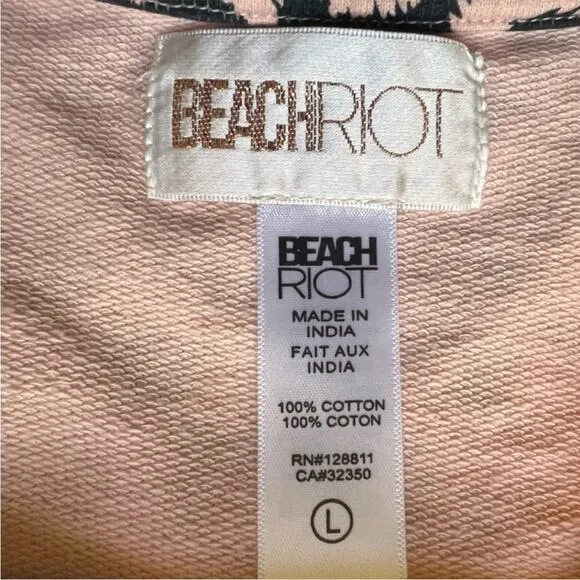 BEACHRIOT
BEACH
RIOT
MADE IN
INDIA
FAIT AUX
INDIA
100% COTTON
100% COTON
RN#128811
CA#32350
L